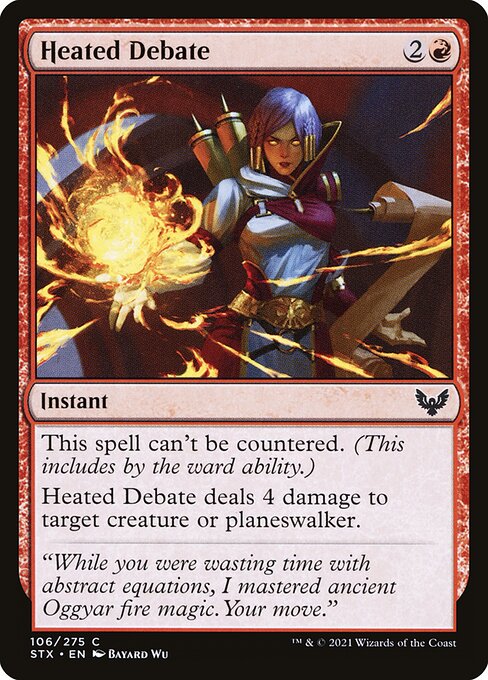 Heated Debate 2
Instant
This spell can't be countered. (This
includes by the ward ability.)
Heated Debate deals 4 damage to
target creature or planeswalker.
“While you were wasting time with
abstract equations, I mastered ancient
Oggyar fire magic. Your move.”
106/275 C
STX • EN Bayard Wu
™ & © 2021 Wizards of the Coast